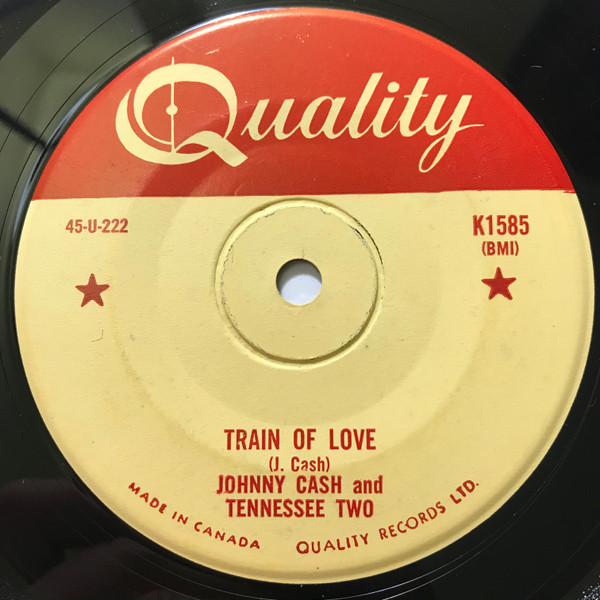 Quality
45-U-222
K1585
(BMI)
TRAIN OF LOVE
(J. Cash)
JOHNNY CASH and
TENNESSEE TWO
MADE IN CANADA QUALITY RECORDS LTD.